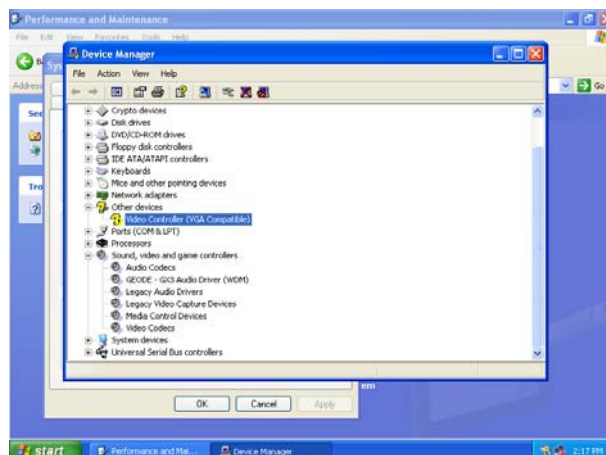 Performance and Maintenance
File Edit View Favorites Tools Help
Device Manager
File Action View Help
Address
Go
Crypto devices
Disk drives
DVD/CD-ROM drives
Floppy disk controllers
IDE ATA/ATAPI controllers
Keyboards
Mice and other pointing devices
Network adapters
Other devices
Video Controller (VGA Compatible)
Ports (COM & LPT)
Processors
Sound, video and game controllers
Audio Codecs
GEODE - GX3 Audio Driver (WDM)
Legacy Audio Drivers
Legacy Video Capture Devices
Media Control Devices
Video Codecs
System devices
Universal Serial Bus controllers
OK Cancel Apply
start Performance and Mai... Device Manager 2:17 PM